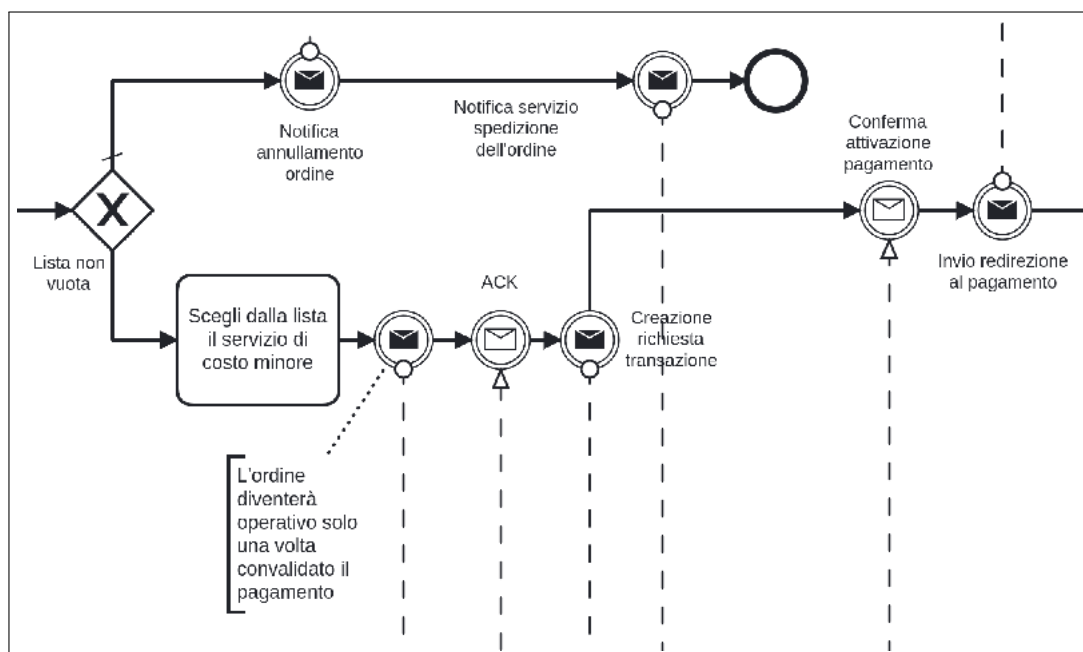 Notifica
annullamento
ordine
Notifica servizio
spedizione
dell'ordine
Conferma
attivazione
pagamento
X
Lista non
vuota
Scegli dalla lista
il servizio di
costo minore
ACK
Creazione
richiesta
transazione
Invio redirezione
al pagamento
L'ordine
diventerà
operativo solo
una volta
convalidato il
pagamento